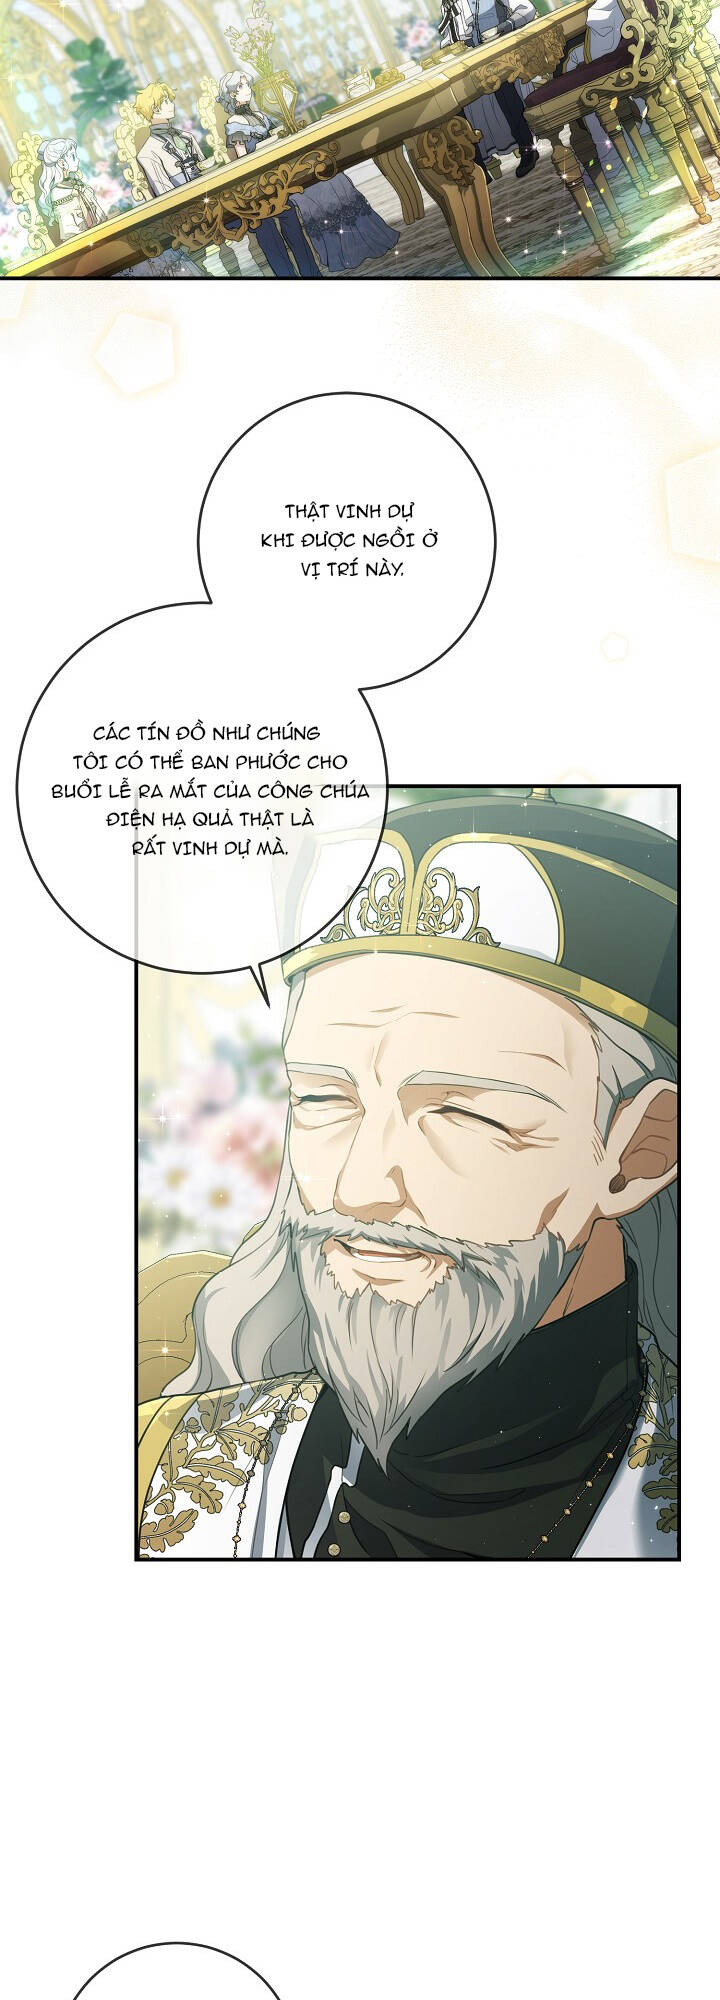 THẬT VINH DỰ
KHI ĐƯỢC NGỒI Ở
VỊ TRÍ NÀY.
CÁC TÍN ĐỒ NHƯ CHÚNG
TÔI CÓ THỂ BAN PHƯỚC CHO
BUỔI LỄ RA MẮT CỦA CÔNG CHÚA
ĐIỆN HẠ QUẢ THẬT LÀ
RẤT VINH DỰ MÀ.